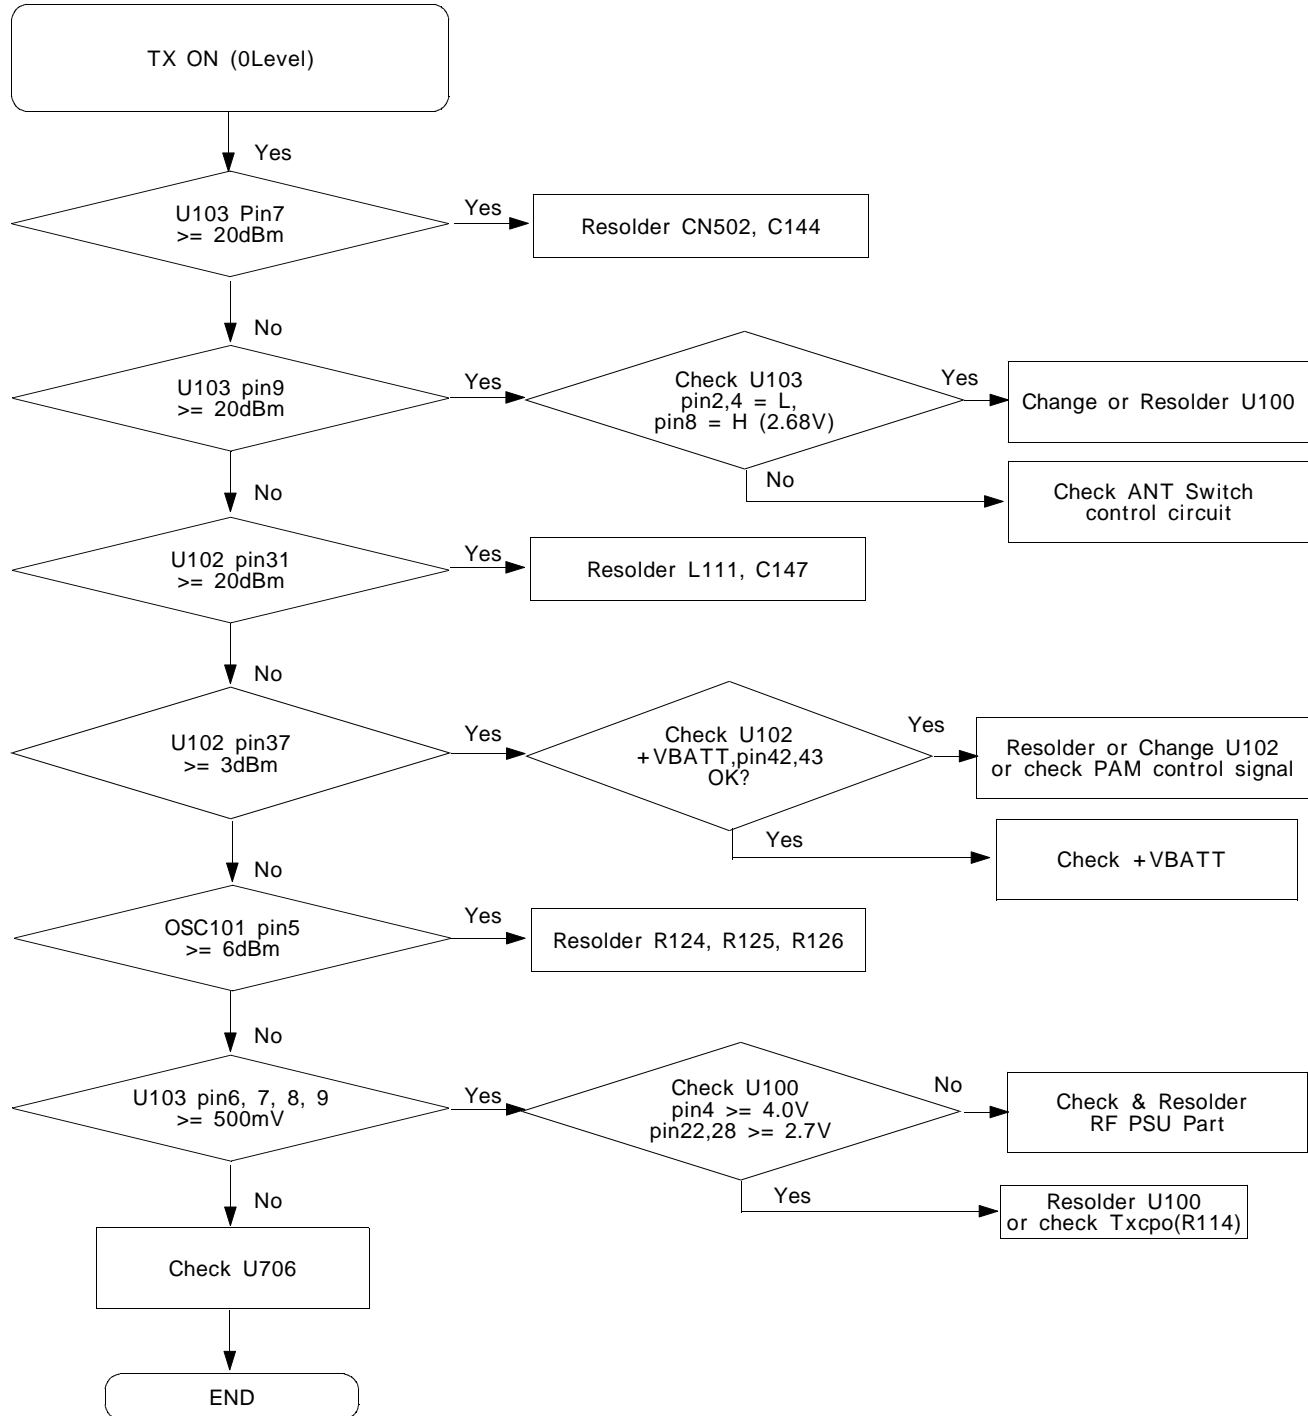 TX ON (0Level)
Yes
U103 Pin7
>= 20dBm
Yes
Resolder CN502, C144
No
U103 pin9
>= 20dBm
Yes
Check U103
pin2,4 = L,
pin8 = H (2.68V)
Yes
Change or Resolder U100
No
Check ANT Switch
control circuit
No
U102 pin31
>= 20dBm
Yes
Resolder L111, C147
No
U102 pin37
>= 3dBm
Yes
Check U102
+VBATT,pin42,43
OK?
Yes
Resolder or Change U102
or check PAM control signal
Yes
Check +VBATT
No
OSC101 pin5
>= 6dBm
Yes
Resolder R124, R125, R126
No
U103 pin6, 7, 8, 9
>= 500mV
Yes
Check U100
pin4 >= 4.0V
pin22,28 >= 2.7V
No
Check & Resolder
RF PSU Part
Yes
Resolder U100
or check Txcpo(R114)
No
Check U706
END